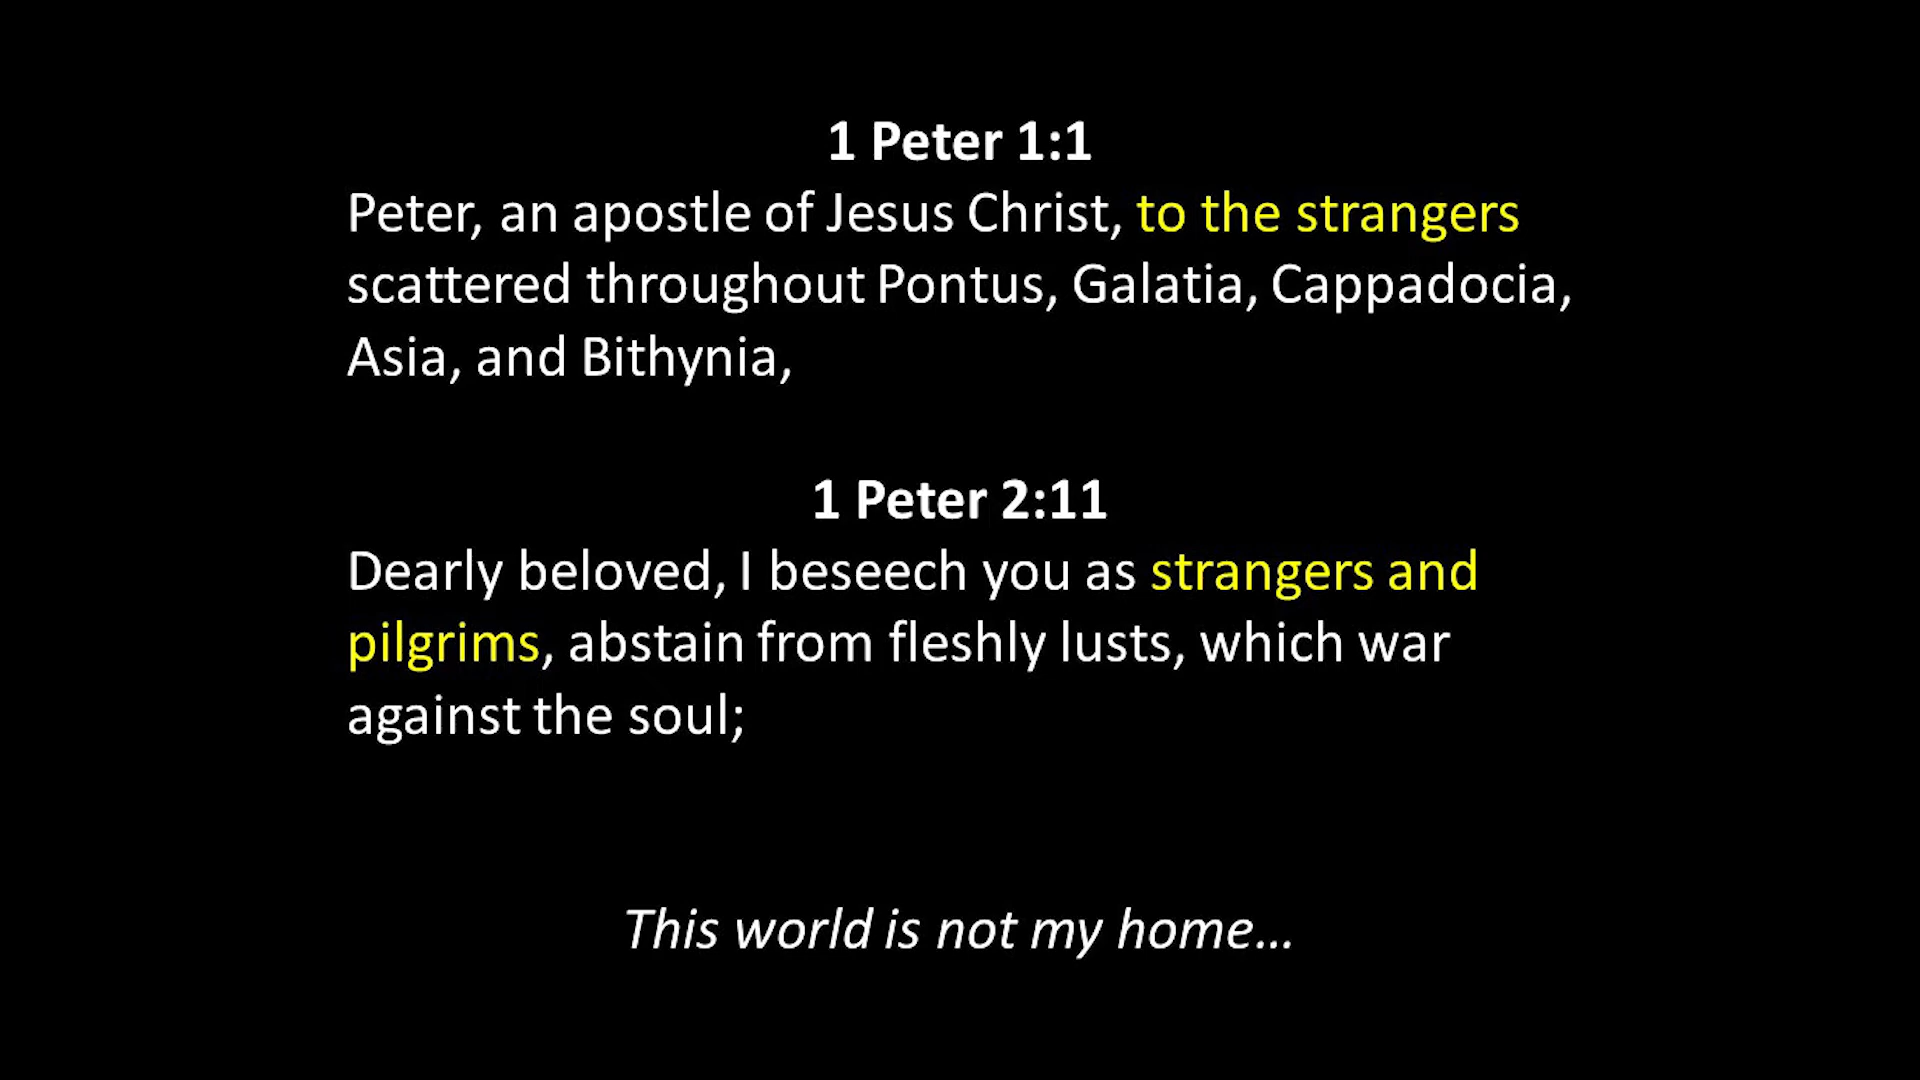 1 Peter 1:1
Peter, an apostle of Jesus Christ, to the strangers
scattered throughout Pontus, Galatia, Cappadocia,
Asia, and Bithynia,
1 Peter 2:11
Dearly beloved, I beseech you as strangers and
pilgrims, abstain from fleshly lusts, which war
against the soul;
This world is not my home...